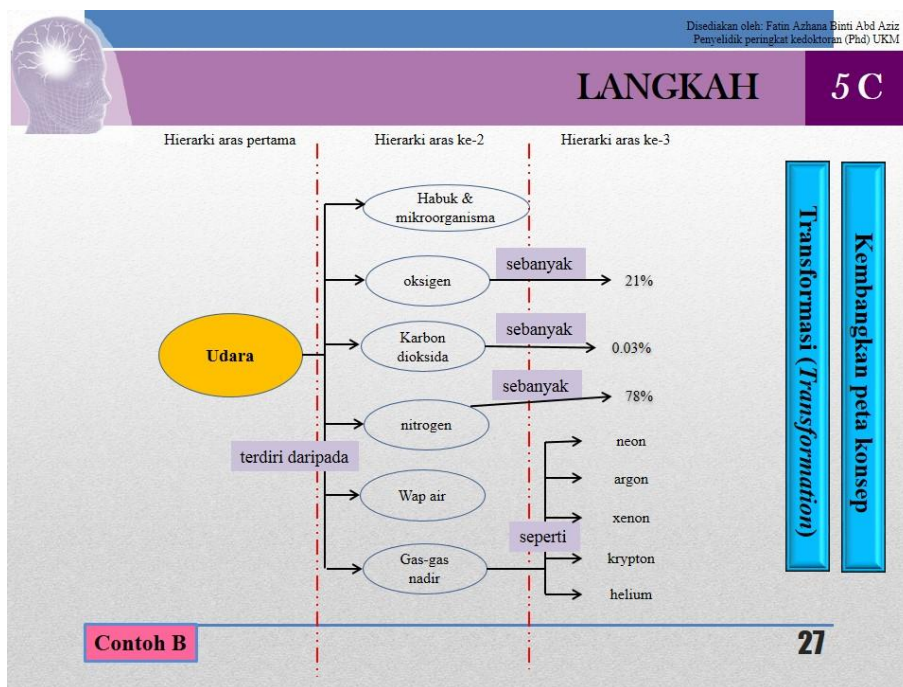 Disediakan oleh: Fatin Azhana Binti Abd Aziz
Penyelidik peringkat kedoktoran (Phd) UKM
LANGKAH
5 C
Hierarki aras pertama
Hierarki aras ke-2
Hierarki aras ke-3
Udara
terdiri daripada
Habuk &
mikroorganisma
oksigen
sebanyak
21%
Karbon
dioksida
sebanyak
0.03%
nitrogen
sebanyak
78%
Wap air
Gas-gas
nadir
seperti
neon
argon
xenon
krypton
helium
Transformasi (Transformation)
Kembangkan peta konsep
Contoh B
27